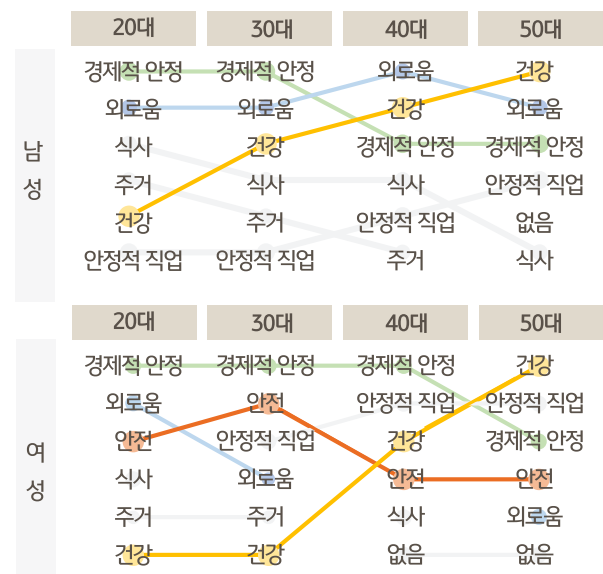 20대 30대 40대 50대
남성
경제적 안정 경제적 안정 외로움 건강
외로움 외로움 건강 외로움
식사 건강 경제적 안정 경제적 안정
주거 식사 식사 안정적 직업
건강 주거 안정적 직업 없음
안정적 직업 안정적 직업 주거 식사
20대 30대 40대 50대
여성
경제적 안정 경제적 안정 경제적 안정 건강
외로움 안전 안정적 직업 안정적 직업
안전 안정적 직업 건강 경제적 안정
식사 외로움 안전 안전
주거 주거 식사 외로움
건강 건강 없음 없음